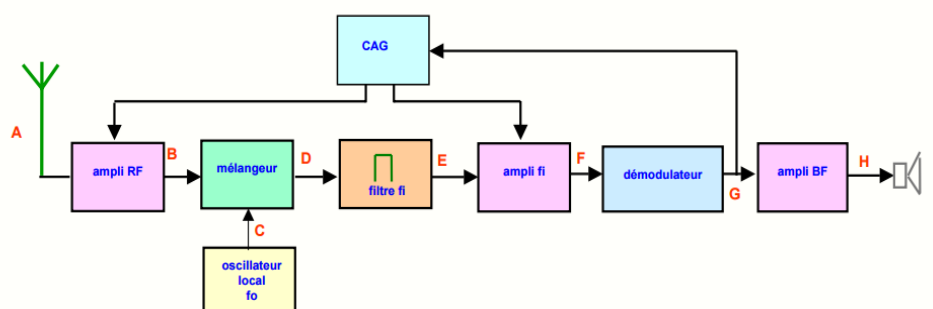 CAG
A
ampli RF
B
mélangeur
D
filtre fi
E
ampli fi
F
démodulateur
G
ampli BF
H
C
oscillateur
local
fo